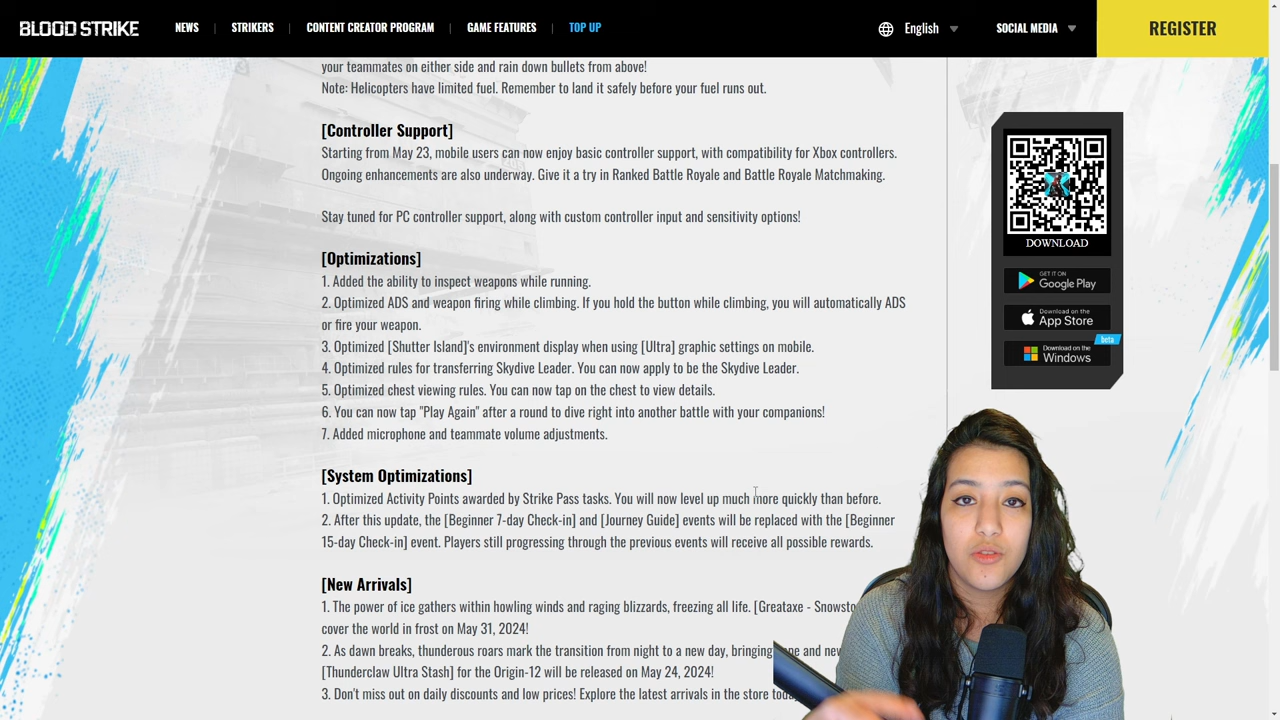 BLOOD STRIKE NEWS STRIKERS CONTENT CREATOR PROGRAM GAME FEATURES TOP UP English SOCIAL MEDIA REGISTER
your teammates on either side and rain down bullets from above!
Note: Helicopters have limited fuel. Remember to land it safely before your fuel runs out.
[Controller Support]
Starting from May 23, mobile users can now enjoy basic controller support, with compatibility for Xbox controllers.
Ongoing enhancements are also underway. Give it a try in Ranked Battle Royale and Battle Royale Matchmaking.
Stay tuned for PC controller support, along with custom controller input and sensitivity options!
[Optimizations]
1. Added the ability to inspect weapons while running.
2. Optimized ADS and weapon firing while climbing. If you hold the button while climbing, you will automatically ADS
or fire your weapon.
3. Optimized [Shutter Island]'s environment display when using [Ultra] graphic settings on mobile.
4. Optimized rules for transferring Skydive Leader. You can now apply to be the Skydive Leader.
5. Optimized chest viewing rules. You can now tap on the chest to view details.
6. You can now tap "Play Again" after a round to dive right into another battle with your companions!
7. Added microphone and teammate volume adjustments.
[System Optimizations]
1. Optimized Activity Points awarded by Strike Pass tasks. You will now level up much more quickly than before.
2. After this update, the [Beginner 7-day Check-in] and [Journey Guide] events will be replaced with the [Beginner
15-day Check-in] event. Players still progressing through the previous events will receive all possible rewards.
[New Arrivals]
1. The power of ice gathers within howling winds and raging blizzards, freezing all life. [Greataxe - Snowsto
cover the world in frost on May 31, 2024!
2. As dawn breaks, thunderous roars mark the transition from night to a new day, bringing and
[Thunderclaw Ultra Stash] for the Origin-12 will be released on May 24, 2024!
3. Don't miss out on daily discounts and low prices! Explore the latest arrivals in the store
DOWNLOAD
GET IT ON
Google Play
Download on the
App Store
beta
Download on the
Windows